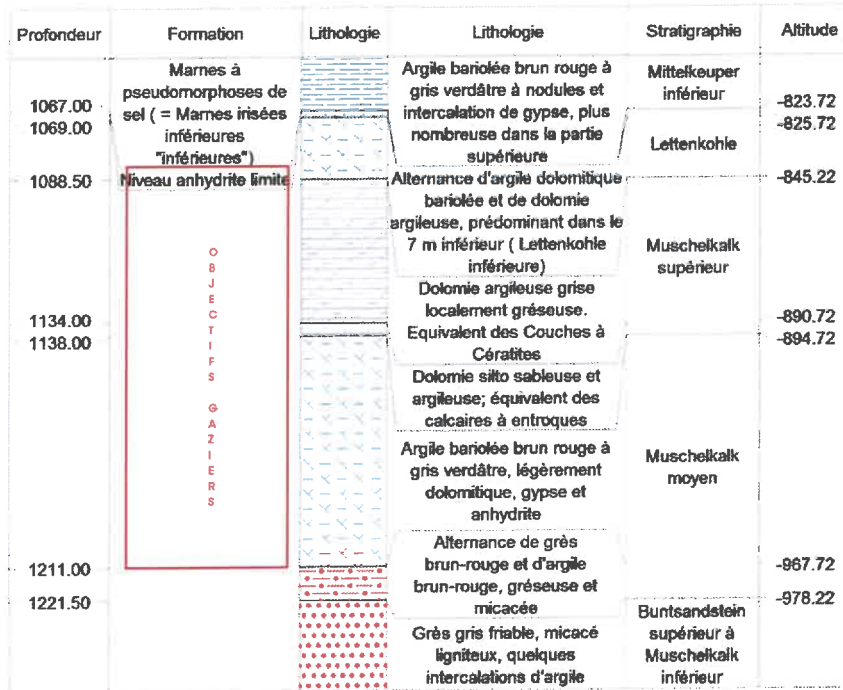 Profondeur Formation Lithologie Lithologie Stratigraphie Altitude
1067.00
1069.00
1088.50
1134.00
1138.00
1211.00
1221.50
Marnes à
pseudomorphoses de
sel ( = Marnes irisées
inférieures
"inférieures")
Niveau anhydrite limite
OBJECTIFS GAZIERS
Argile bariolée brun rouge à
gris verdâtre à nodules et
intercalation de gypse, plus
nombreuse dans la partie
supérieure
Alternance d'argile dolomitique
bariolée et de dolomie
argileuse, prédominant dans le
7 m inférieur ( Lettenkohle
inférieure)
Dolomie argileuse grise
localement gréseuse.
Equivalent des Couches à
Cératites
Dolomie silto sableuse et
argileuse; équivalent des
calcaires à entroques
Argile bariolée brun rouge à
gris verdâtre, légèrement
dolomitique, gypse et
anhydrite
Alternance de grès
brun-rouge et d'argile
brun-rouge, gréseuse et
micacée
Grès gris friable, micacé
ligniteux, quelques
intercalations d'argile
Mittelkeuper
inférieur
Lettenkohle
Muschelkalk
supérieur
Muschelkalk
moyen
Buntsandstein
supérieur à
Muschelkalk
inférieur
-823.72
-825.72
-845.22
-890.72
-894.72
-967.72
-978.22